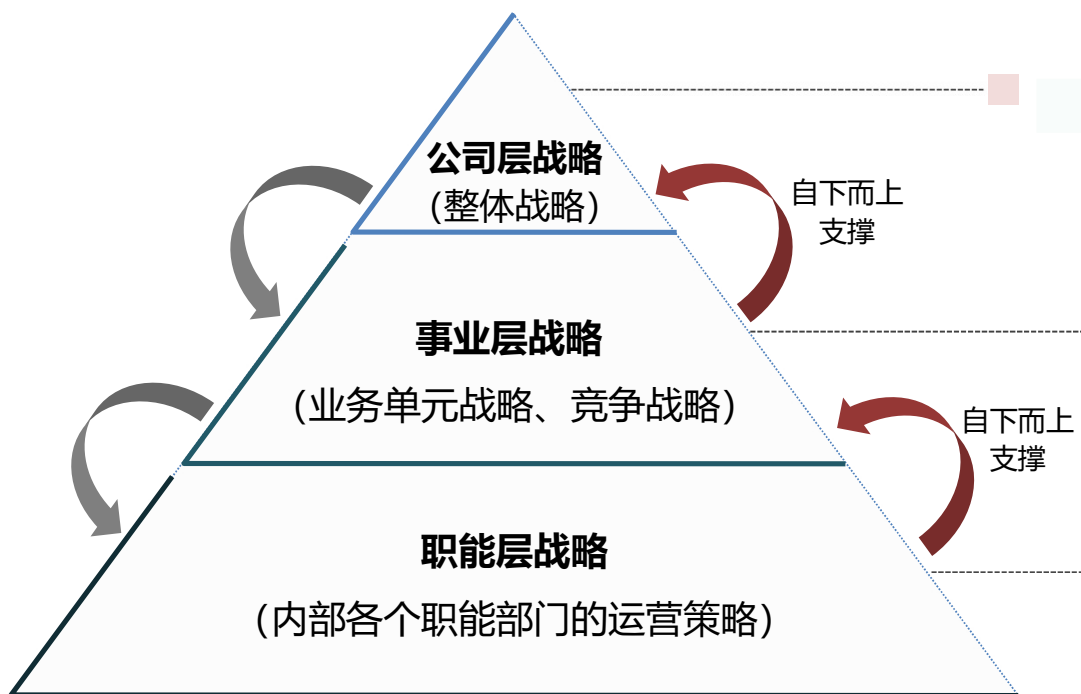 公司层战略
（整体战略）
自下而上
支撑
事业层战略
（业务单元战略、竞争战略）
自下而上
支撑
职能层战略
（内部各个职能部门的运营策略）